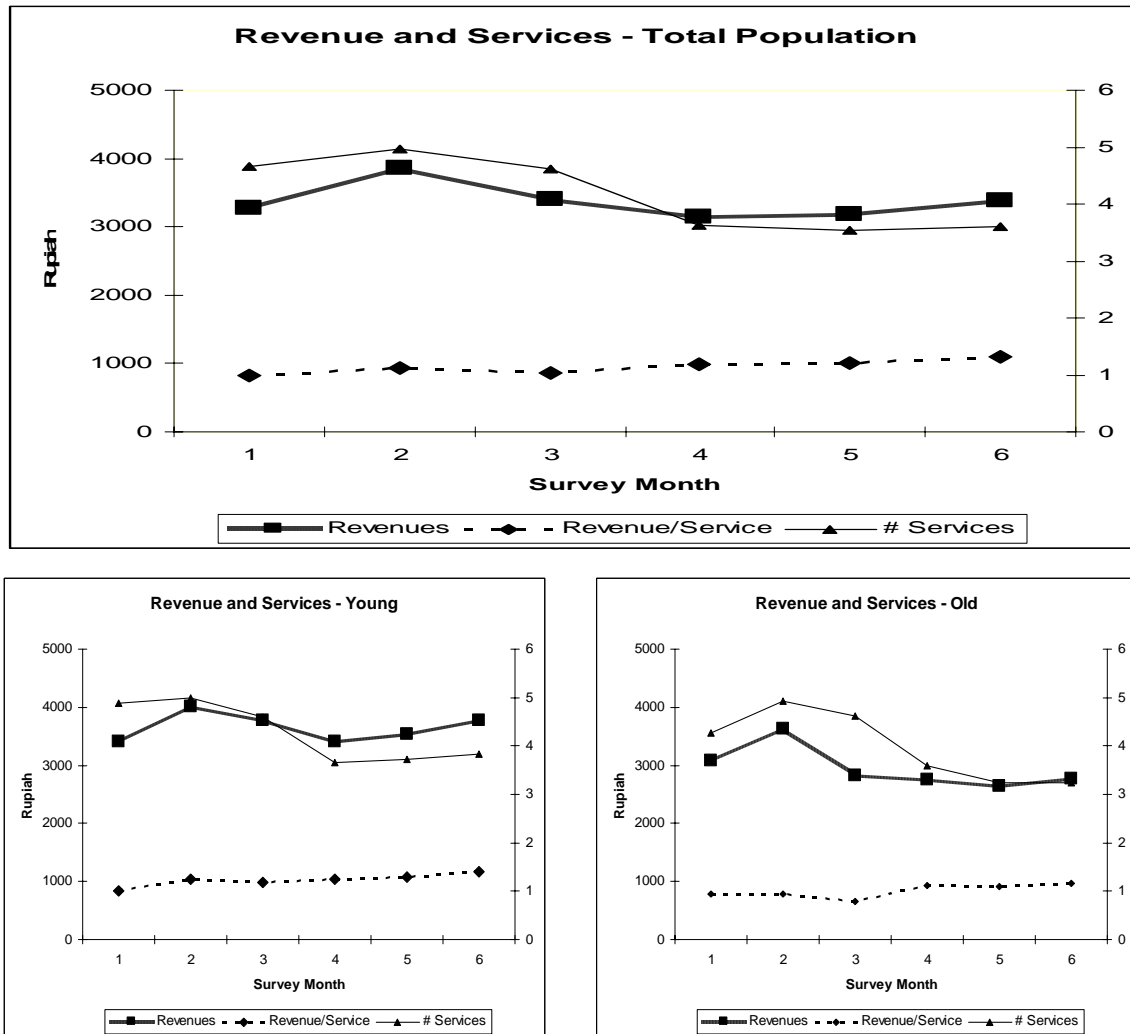 Revenue and Services - Total Population
5000
4000
3000
2000
1000
0
6
5
4
3
2
1
0
Rupiah
1 2 3 4 5 6
Survey Month
Revenues Revenue/Service # Services
Revenue and Services - Young
5000
4000
3000
2000
1000
0
6
5
4
3
2
1
0
Rupiah
1 2 3 4 5 6
Survey Month
Revenues Revenue/Service # Services
Revenue and Services - Old
5000
4000
3000
2000
1000
0
6
5
4
3
2
1
0
Rupiah
1 2 3 4 5 6
Survey Month
Revenues Revenue/Service # Services